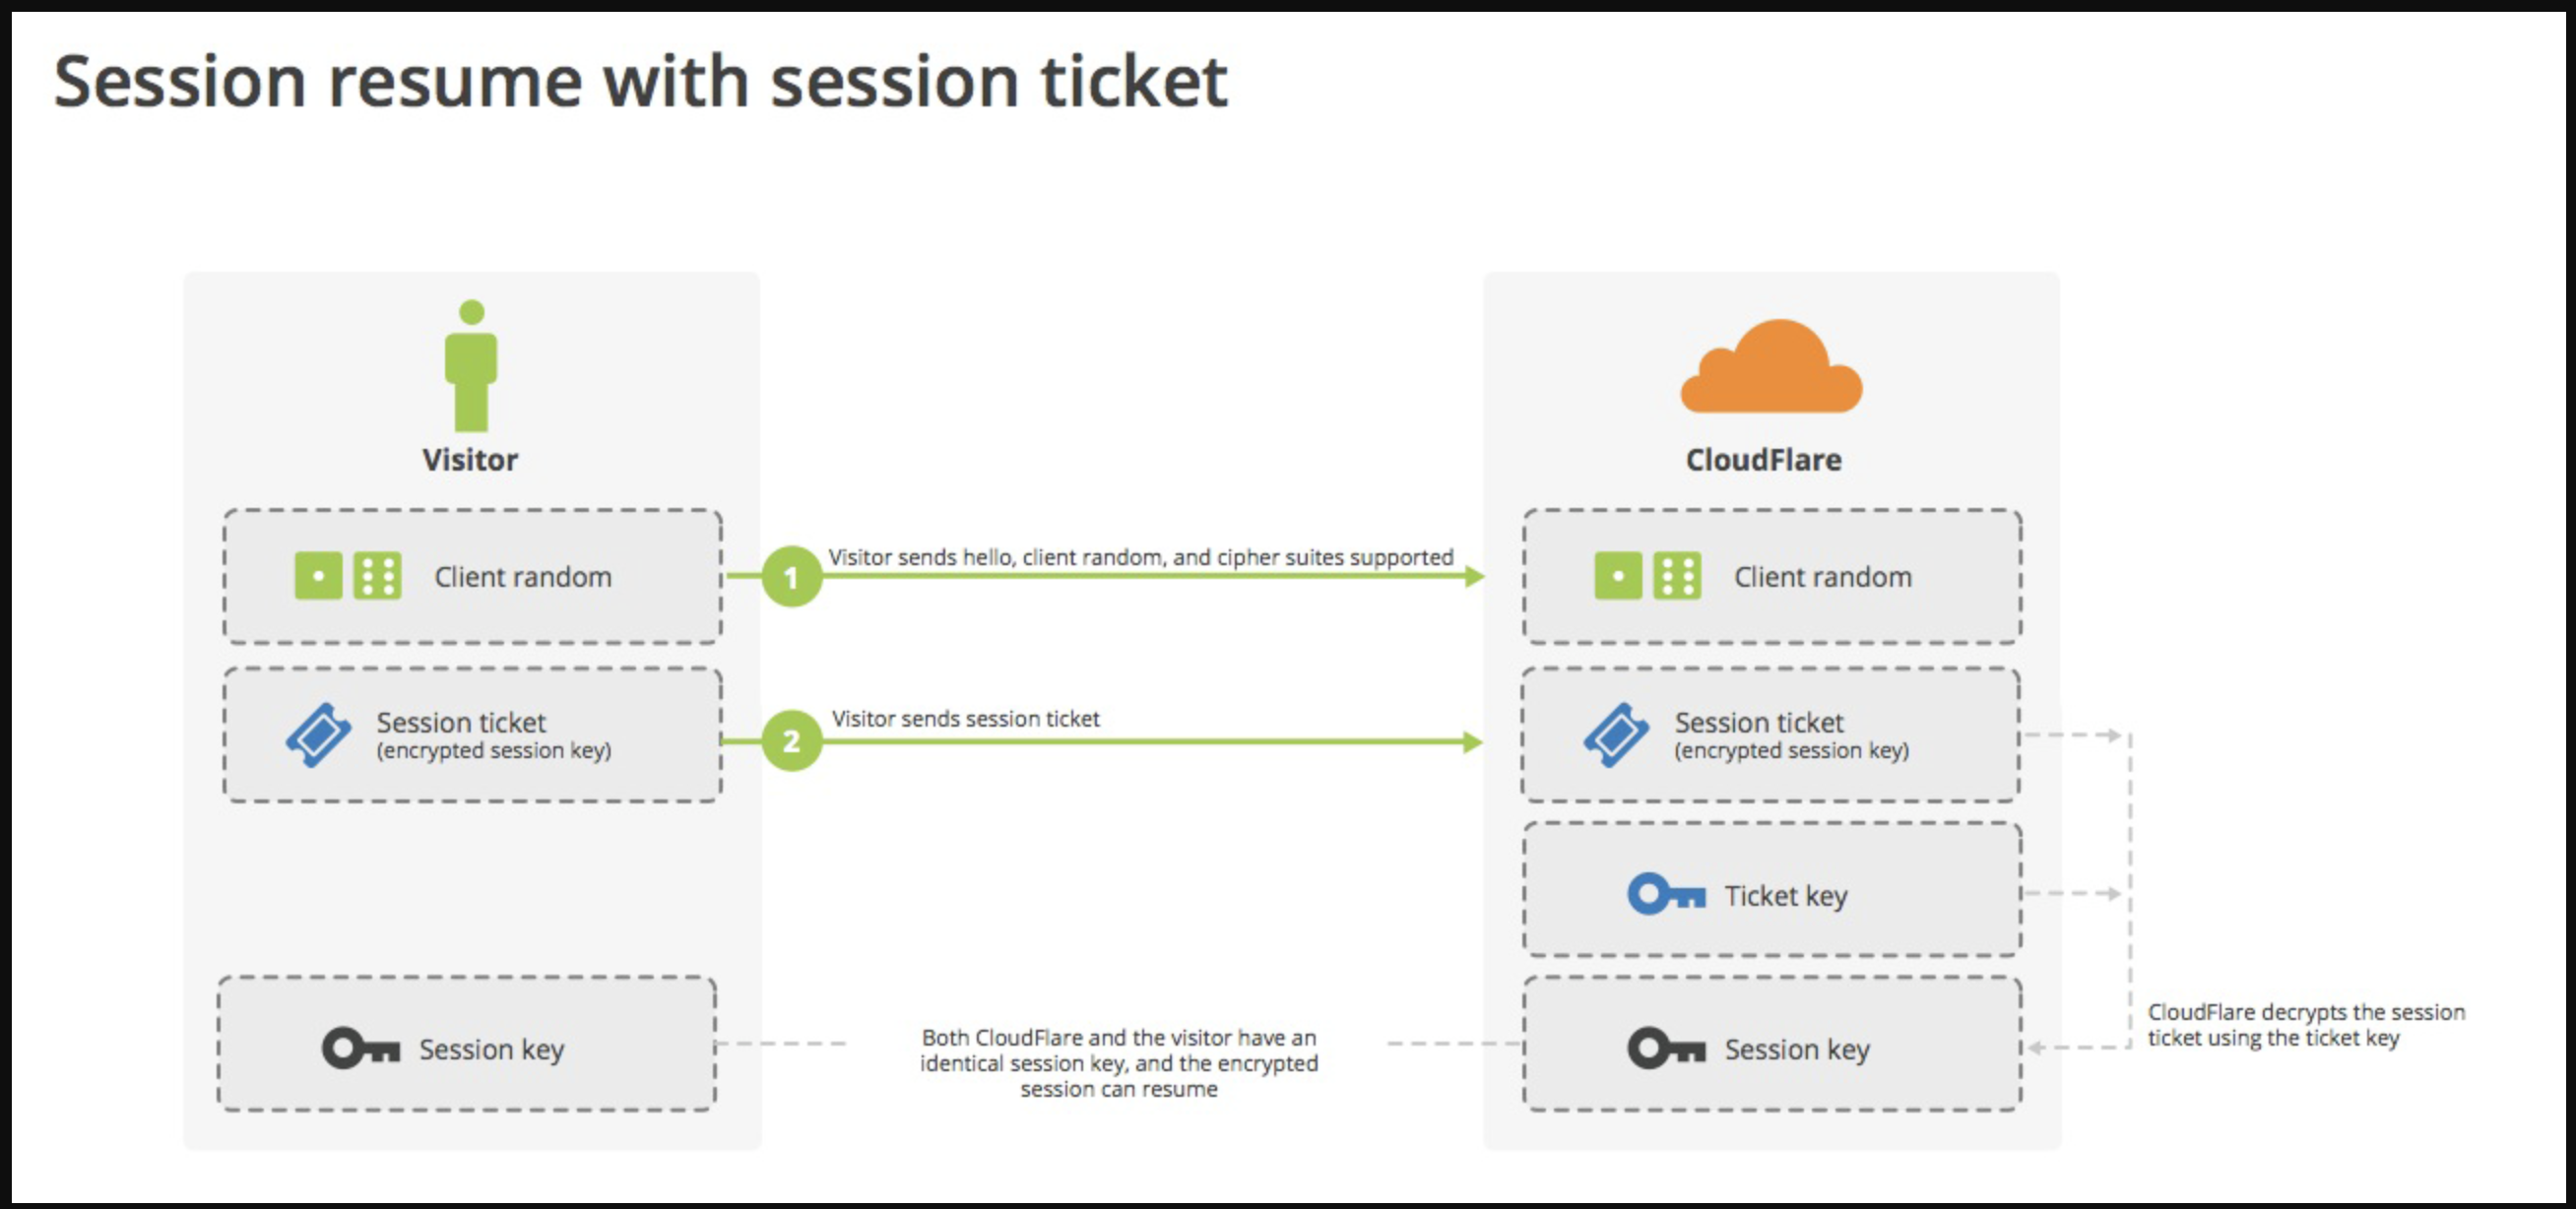 Session resume with session ticket
Visitor
CloudFlare
Client random
1
Visitor sends hello, client random, and cipher suites supported
Client random
Session ticket
(encrypted session key)
2
Visitor sends session ticket
Session ticket
(encrypted session key)
Ticket key
Session key
Both CloudFlare and the visitor have an
identical session key, and the encrypted
session can resume
Session key
CloudFlare decrypts the session
ticket using the ticket key